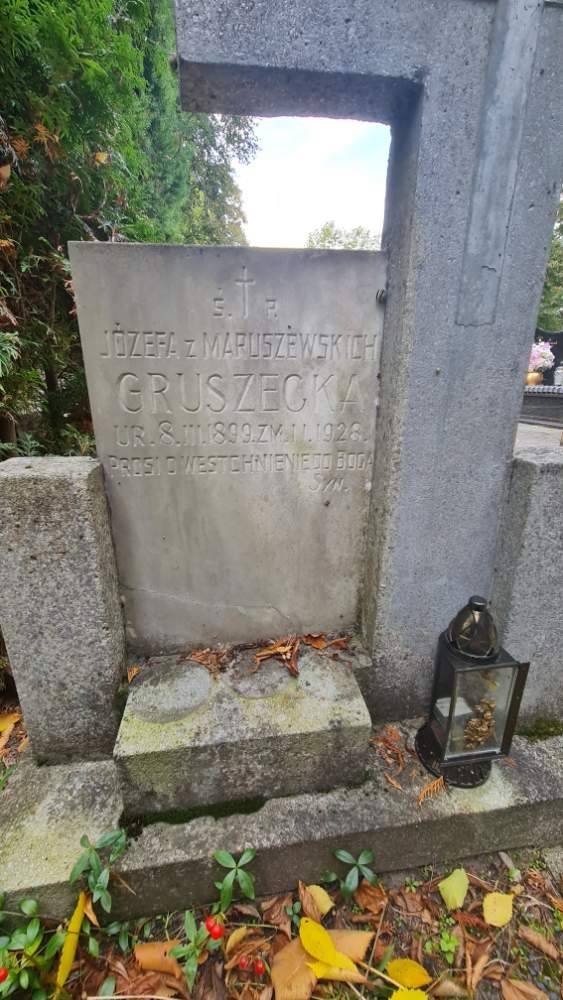 Ś. P.
JÓZEFA Z MARUSZEWSKICH
GRUSZECKA
UR. 8.III.1899. ZM. 1.I.1928.
PROSI O WESTCHNIENIE DO BOGA
SYN.